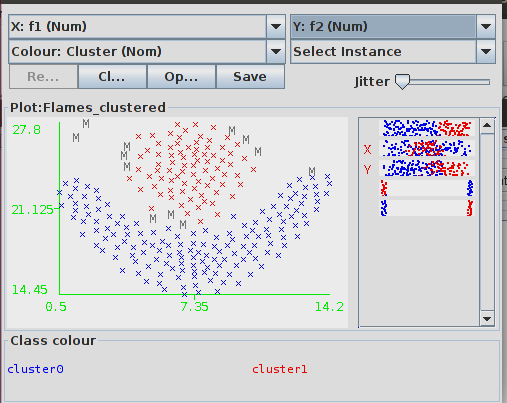 X: f1 (Num)
Y: f2 (Num)
Colour: Cluster (Nom)
Select Instance
Re...
Cl...
Op...
Save
Jitter
Plot:Flames_clustered
27.8
21.125
14.45
0.5
7.35
14.2
X
Y
Class colour
cluster0
cluster1